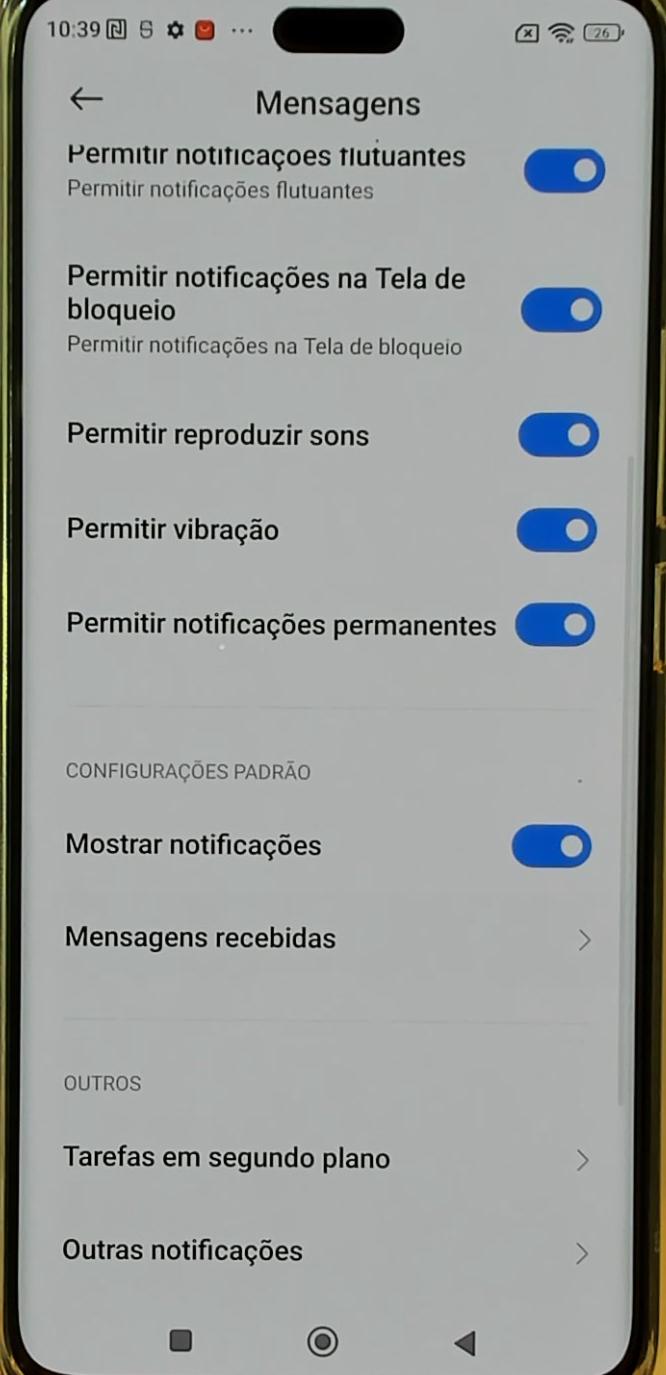 10:39
26
Mensagens
Permitir notificações flutuantes
Permitir notificações flutuantes
Permitir notificações na Tela de
bloqueio
Permitir notificações na Tela de bloqueio
Permitir reproduzir sons
Permitir vibração
Permitir notificações permanentes
CONFIGURAÇÕES PADRÃO
Mostrar notificações
Mensagens recebidas
OUTROS
Tarefas em segundo plano
Outras notificações